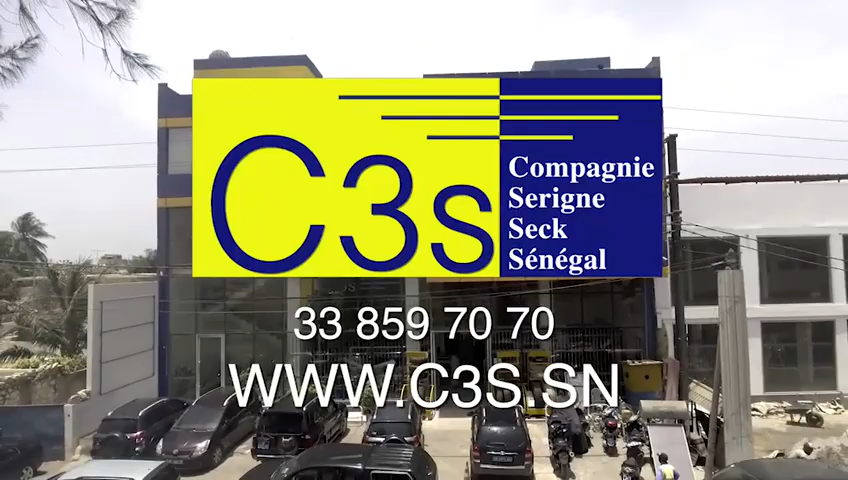 C3s
Compagnie
Serigne
Seck
Sénégal
33 859 70 70
WWW.C3S.SN